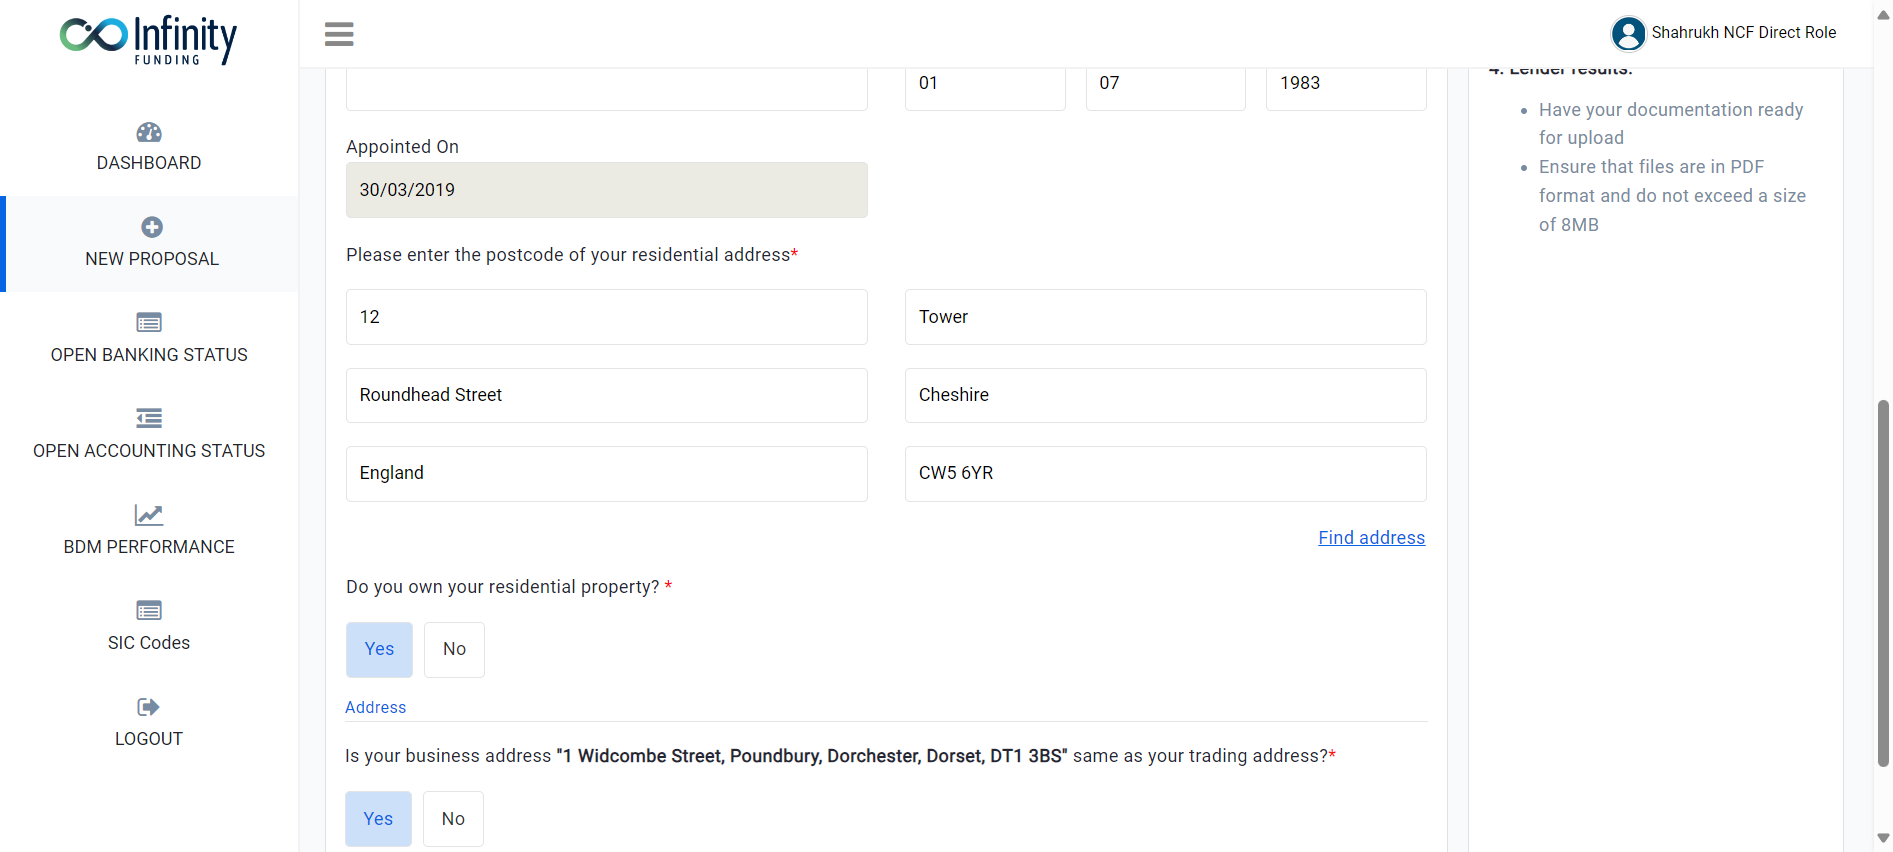 Infinity
FUNDING
Shahrukh NCF Direct Role
DASHBOARD
NEW PROPOSAL
OPEN BANKING STATUS
OPEN ACCOUNTING STATUS
BDM PERFORMANCE
SIC Codes
LOGOUT
01
07
1983
Appointed On
30/03/2019
Please enter the postcode of your residential address*
12
Tower
Roundhead Street
Cheshire
England
CW5 6YR
Find address
Do you own your residential property? *
Yes
No
Address
Is your business address "1 Widcombe Street, Poundbury, Dorchester, Dorset, DT1 3BS" same as your trading address?*
Yes
No
4. Lender results:
Have your documentation ready
for upload
Ensure that files are in PDF
format and do not exceed a size
of 8MB